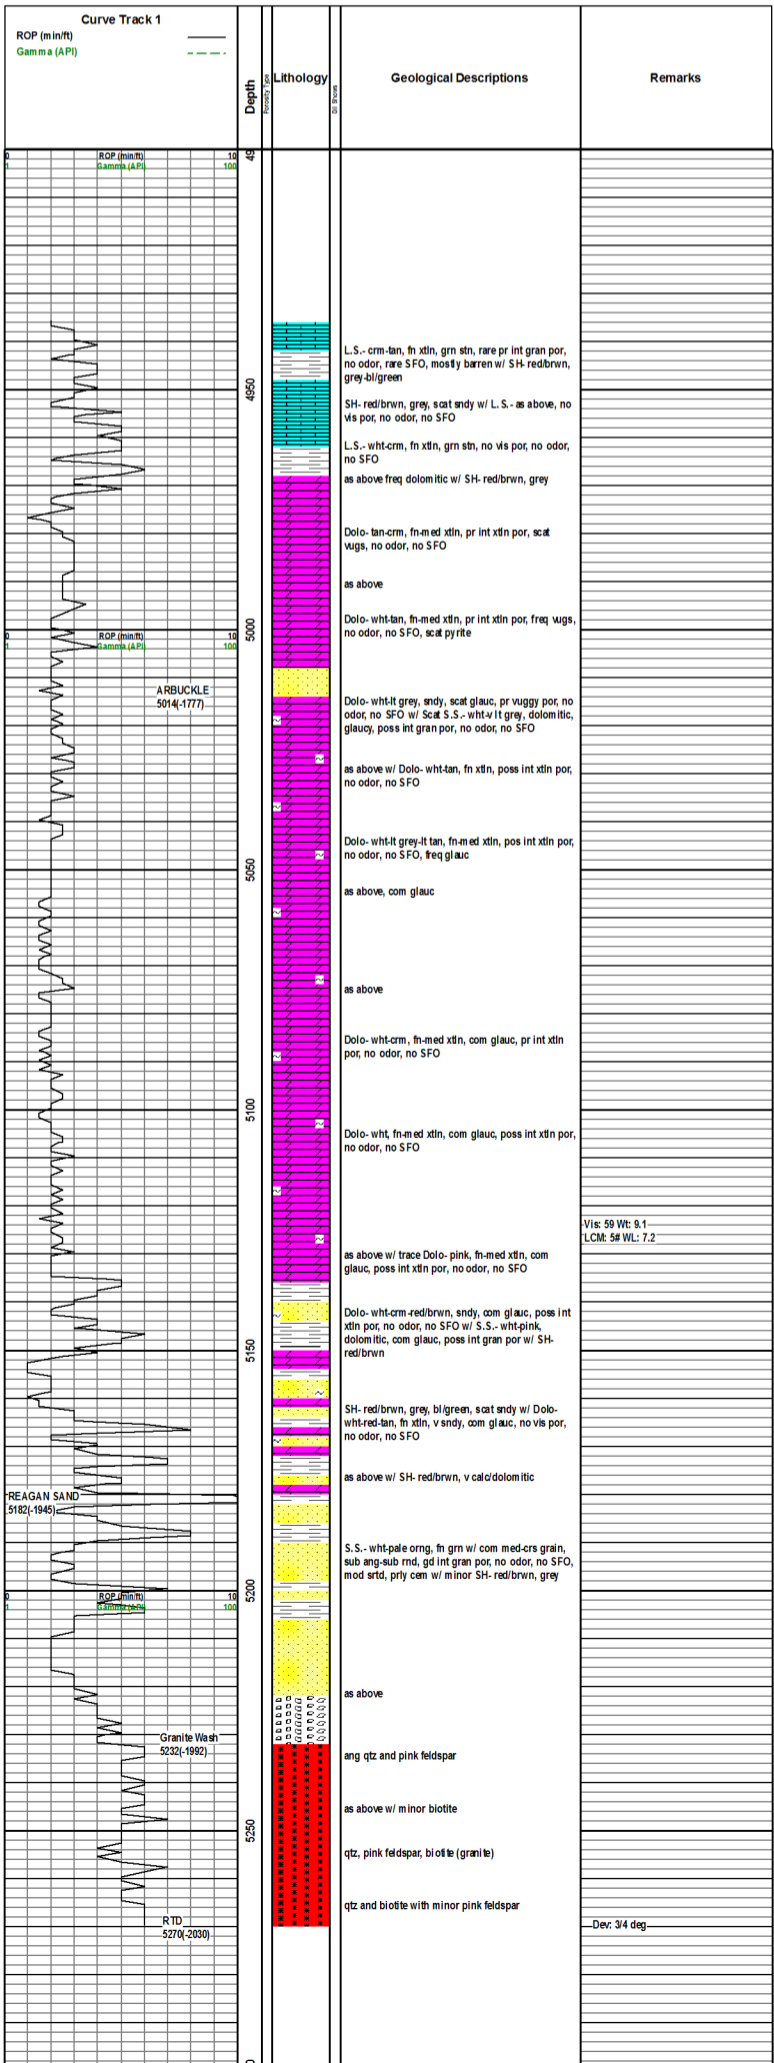 Curve Track 1
ROP (min/ft)
Gamma (API)
Depth
Porosity Type
Lithology
Oil Shows
Geological Descriptions
Remarks
0 ROP (min/ft) 10
1 Gamma (API) 100
49
L.S.- crm-tan, fn xtln, grn stn, rare pr int gran por,
no odor, rare SFO, mostly barren w/ SH- red/brwn,
grey-bl/green
4950
SH- red/brwn, grey, scat sndy w/ L.S.- as above, no
vis por, no odor, no SFO
L.S.- wht-crm, fn xtln, grn stn, no vis por, no odor,
no SFO
as above freq dolomitic w/ SH- red/brwn, grey
Dolo- tan-crm, fn-med xtln, pr int xtln por, scat
vugs, no odor, no SFO
as above
Dolo- wht-tan, fn-med xtln, pr int xtln por, freq vugs,
no odor, no SFO, scat pyrite
0 ROP (min/ft) 10
1 Gamma (API) 100
5000
ARBUCKLE
5014(-1777)
Dolo- wht-lt grey, sndy, scat glauc, pr vuggy por, no
odor, no SFO w/ Scat S.S.- wht-v lt grey, dolomitic,
glaucy, poss int gran por, no odor, no SFO
as above w/ Dolo- wht-tan, fn xtln, poss int xtln por,
no odor, no SFO
Dolo- wht-lt grey-lt tan, fn-med xtln, pos int xtln por,
no odor, no SFO, freq glauc
5050
as above, com glauc
as above
Dolo- wht-crm, fn-med xtln, com glauc, pr int xtln
por, no odor, no SFO
5100
Dolo- wht, fn-med xtln, com glauc, poss int xtln por,
no odor, no SFO
Vis: 59 Wt: 9.1
LCM: 5# WL: 7.2
as above w/ trace Dolo- pink, fn-med xtln, com
glauc, poss int xtln por, no odor, no SFO
Dolo- wht-crm-red/brwn, sndy, com glauc, poss int
xtln por, no odor, no SFO w/ S.S.- wht-pink,
dolomitic, com glauc, poss int gran por w/ SH-
red/brwn
5150
SH- red/brwn, grey, bl/green, scat sndy w/ Dolo-
wht-red-tan, fn xtln, v sndy, com glauc, no vis por,
no odor, no SFO
as above w/ SH- red/brwn, v calc/dolomitic
REAGAN SAND
5182(-1945)
S.S.- wht-pale orng, fn grn w/ com med-crs grain,
sub ang-sub rnd, gd int gran por, no odor, no SFO,
mod srtd, prly cem w/ minor SH- red/brwn, grey
0 ROP (min/ft) 10
1 Gamma (API) 100
5200
as above
Granite Wash
5232(-1992)
ang qtz and pink feldspar
as above w/ minor biotite
5250
qtz, pink feldspar, biotite (granite)
qtz and biotite with minor pink feldspar
RTD
5270(-2030)
Dev: 3/4 deg